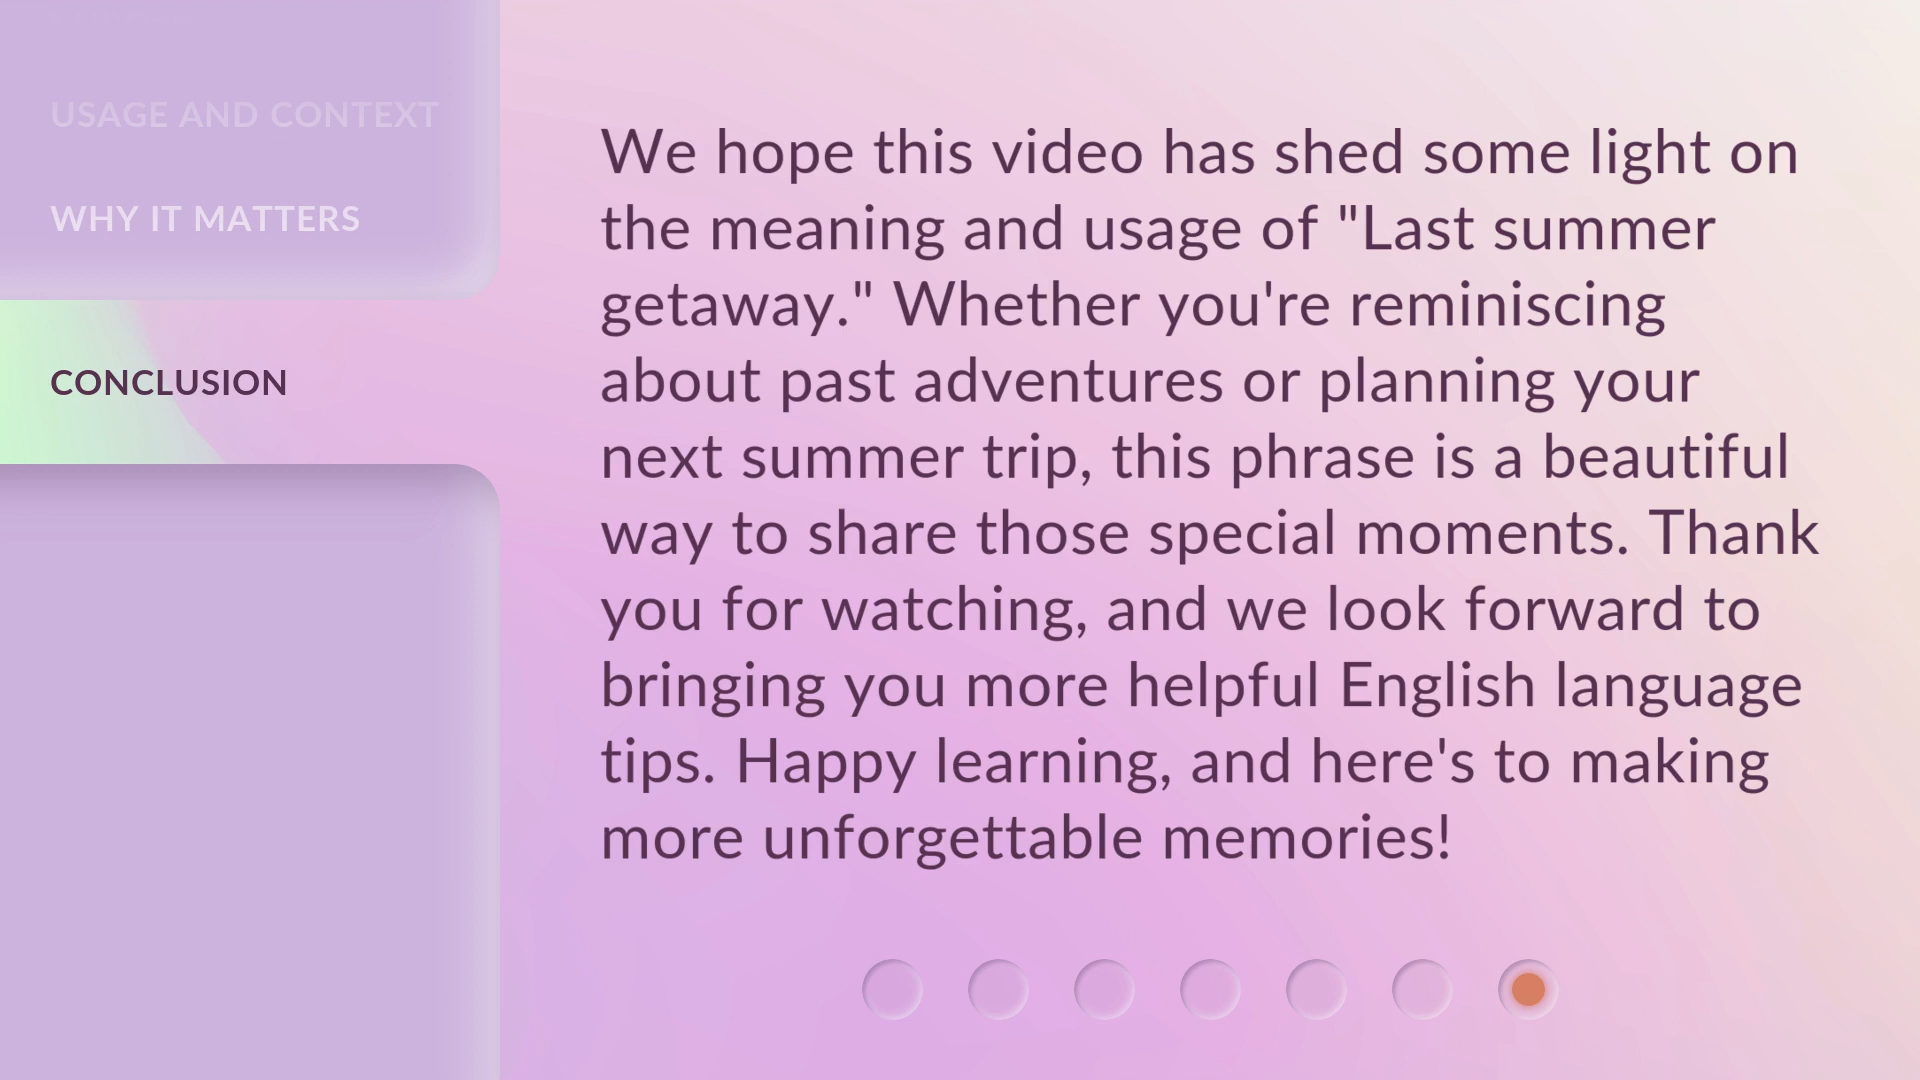 USAGE AND CONTEXT
WHY IT MATTERS
CONCLUSION
We hope this video has shed some light on
the meaning and usage of "Last summer
getaway." Whether you're reminiscing
about past adventures or planning your
next summer trip, this phrase is a beautiful
way to share those special moments. Thank
you for watching, and we look forward to
bringing you more helpful English language
tips. Happy learning, and here's to making
more unforgettable memories!